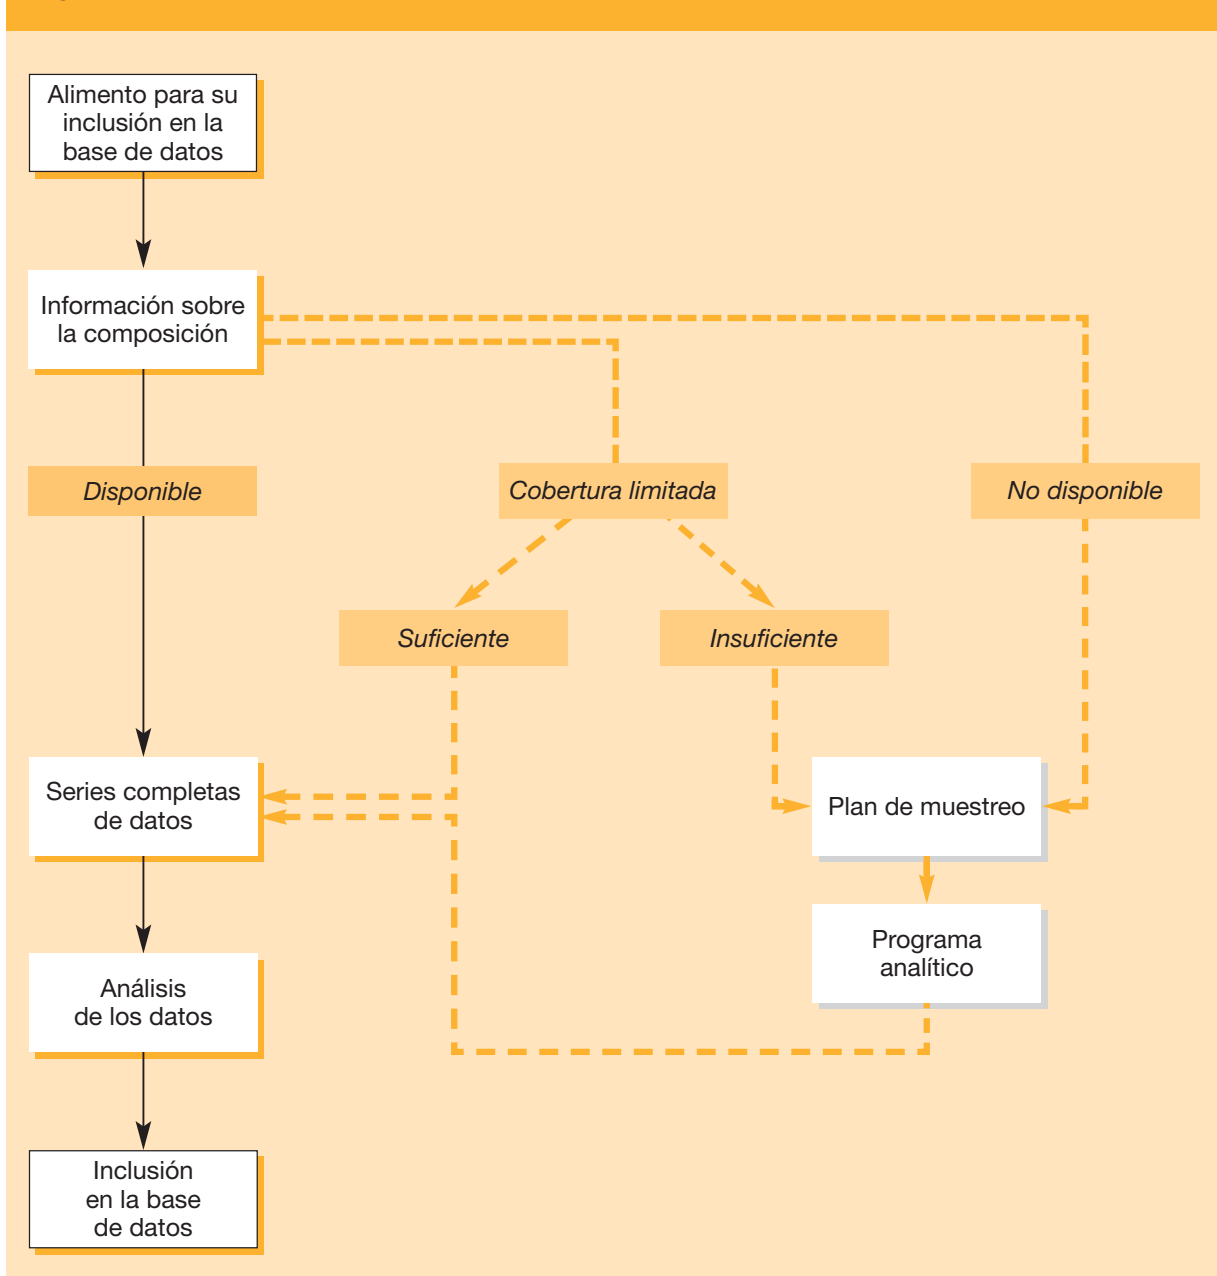 Alimento para su
inclusión en la
base de datos
Información sobre
la composición
Disponible
Cobertura limitada
No disponible
Suficiente
Insuficiente
Series completas
de datos
Plan de muestreo
Programa
analítico
Análisis
de los datos
Inclusión
en la base
de datos